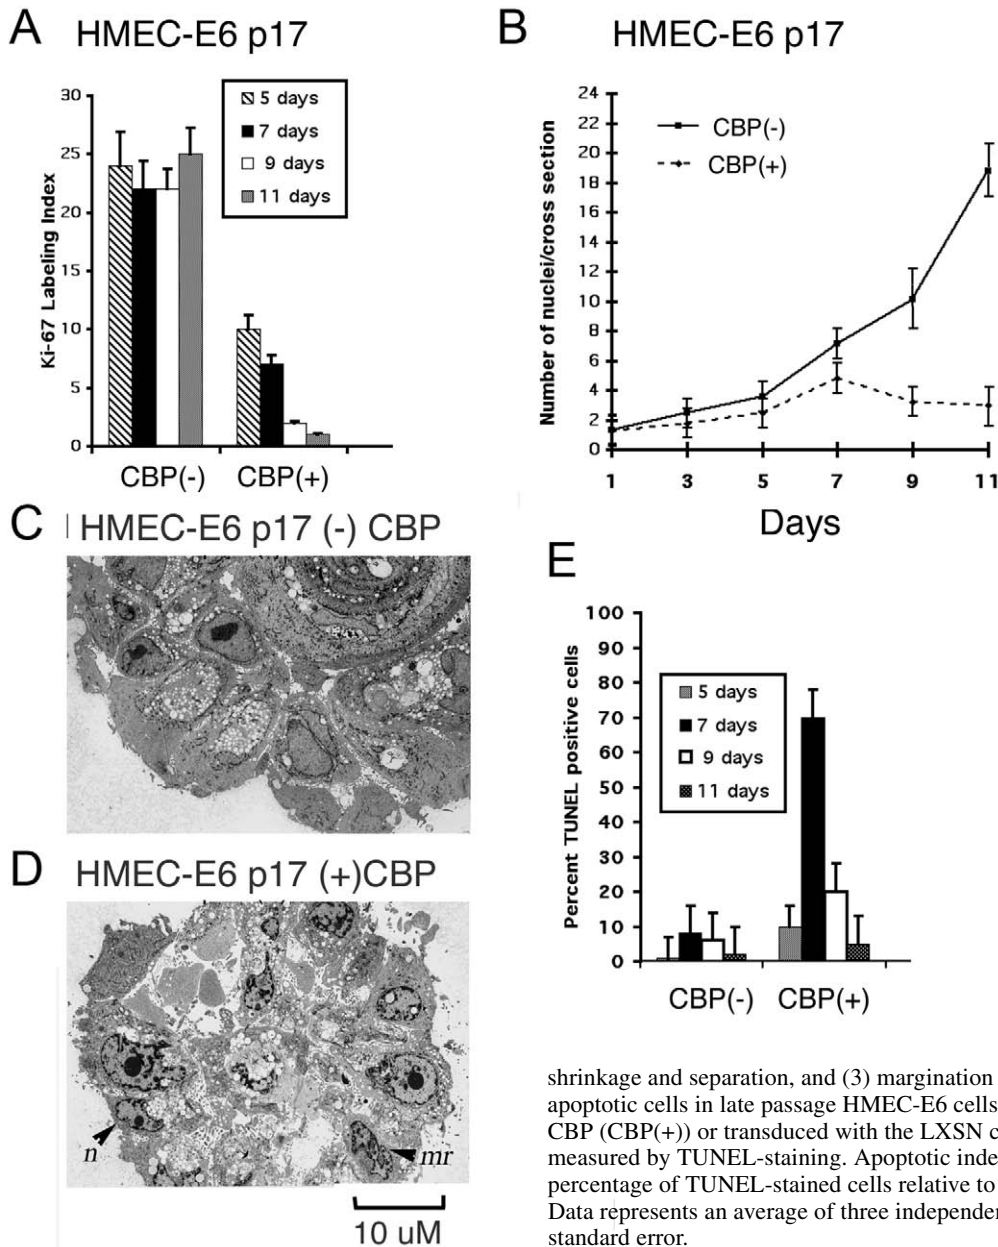 A HMEC-E6 p17
Ki-67 Labeling Index
30
25
20
15
10
5
0
5 days
7 days
9 days
11 days
CBP(-) CBP(+)
B HMEC-E6 p17
Number of nuclei/cross section
24
22
20
18
16
14
12
10
8
6
4
2
0
CBP(-)
CBP(+)
1 3 5 7 9 11
Days
C HMEC-E6 p17 (-) CBP
D HMEC-E6 p17 (+)CBP
n
mr
10 uM
E
Percent TUNEL positive cells
100
90
80
70
60
50
40
30
20
10
0
5 days
7 days
9 days
11 days
CBP(-) CBP(+)
shrinkage and separation, and (3) margination
apoptotic cells in late passage HMEC-E6 cells
CBP (CBP(+)) or transduced with the LXSN
measured by TUNEL-staining. Apoptotic
percentage of TUNEL-stained cells relative to
Data represents an average of three
standard error.